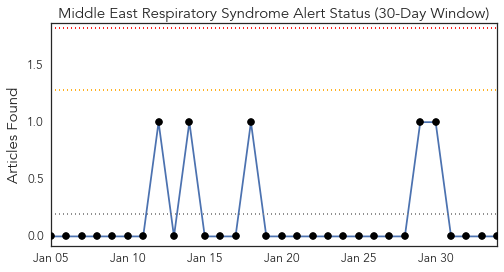 Middle East Respiratory Syndrome Alert Status (30-Day Window)
Articles Found
1.5
1.0
0.5
0.0
Jan 05 Jan 10 Jan 15 Jan 20 Jan 25 Jan 30